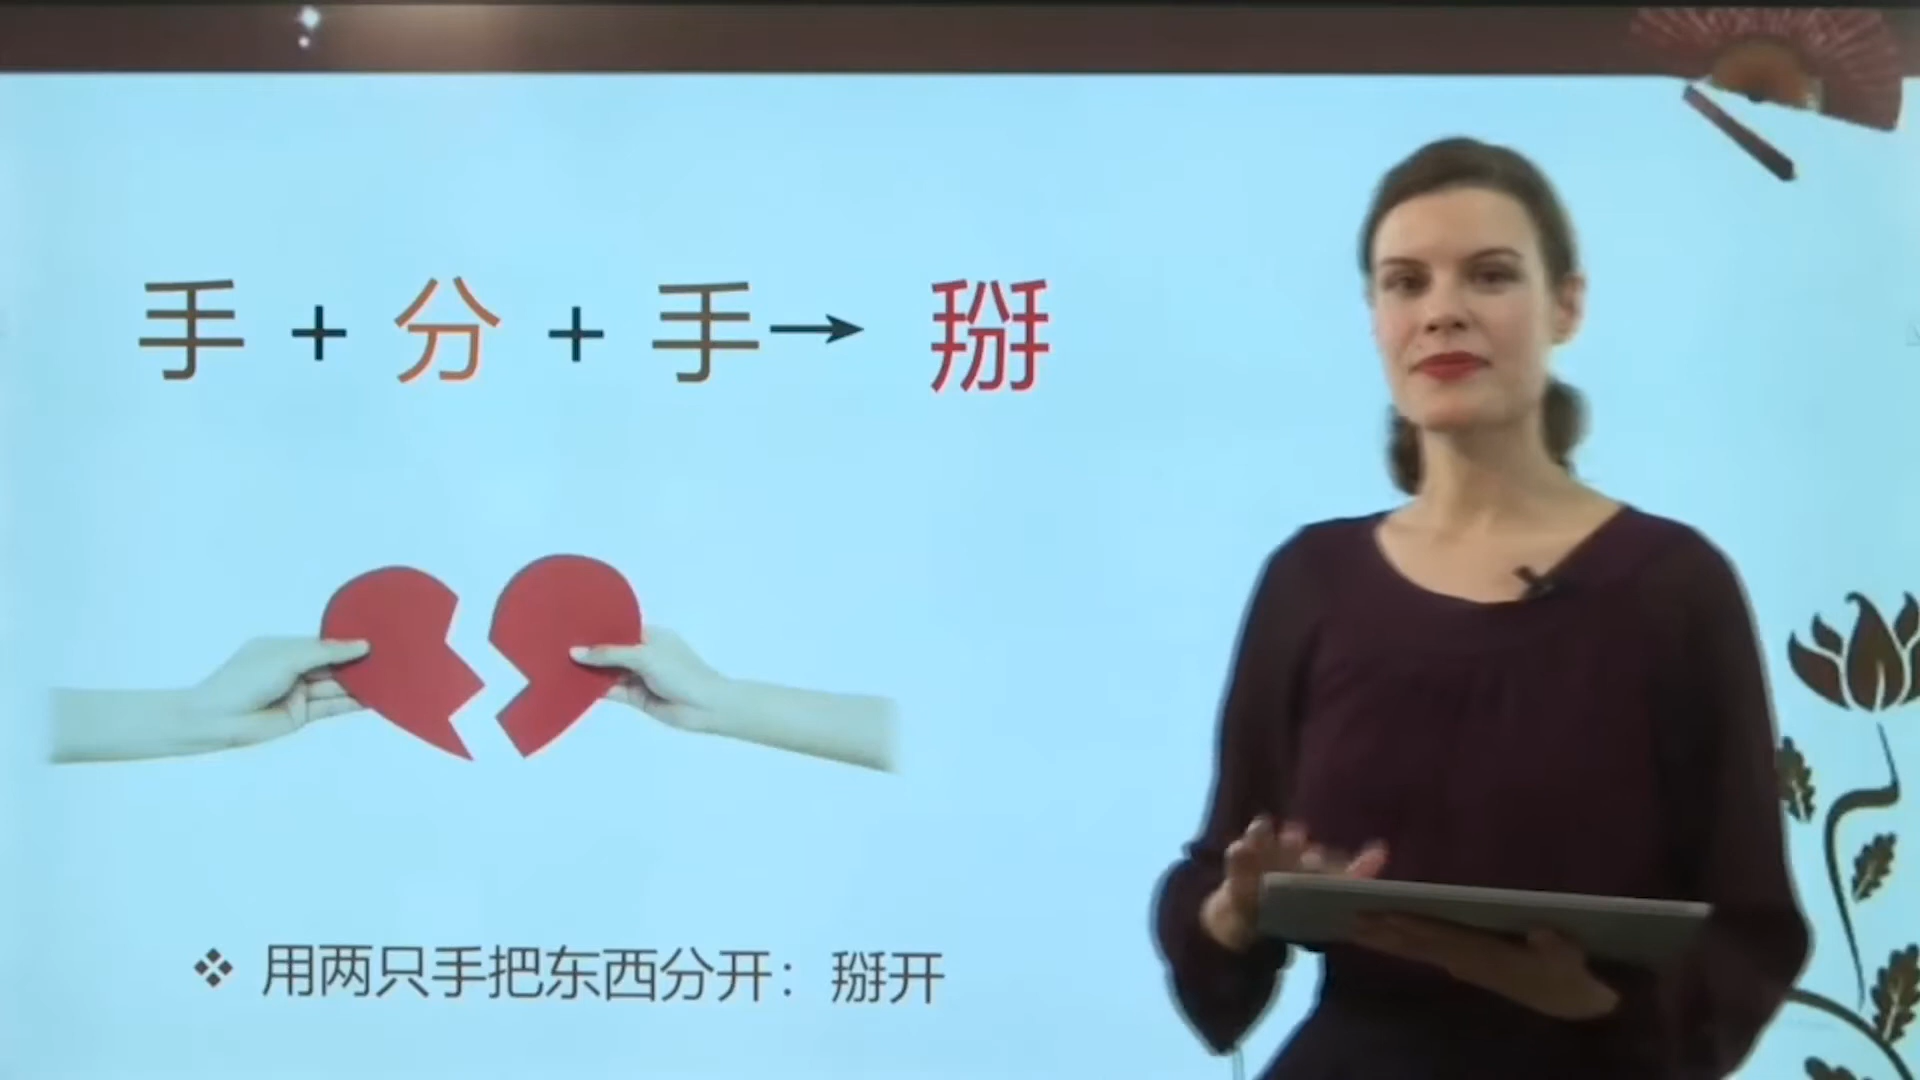 手 + 分 + 手→ 掰
❖ 用两只手把东西分开：掰开